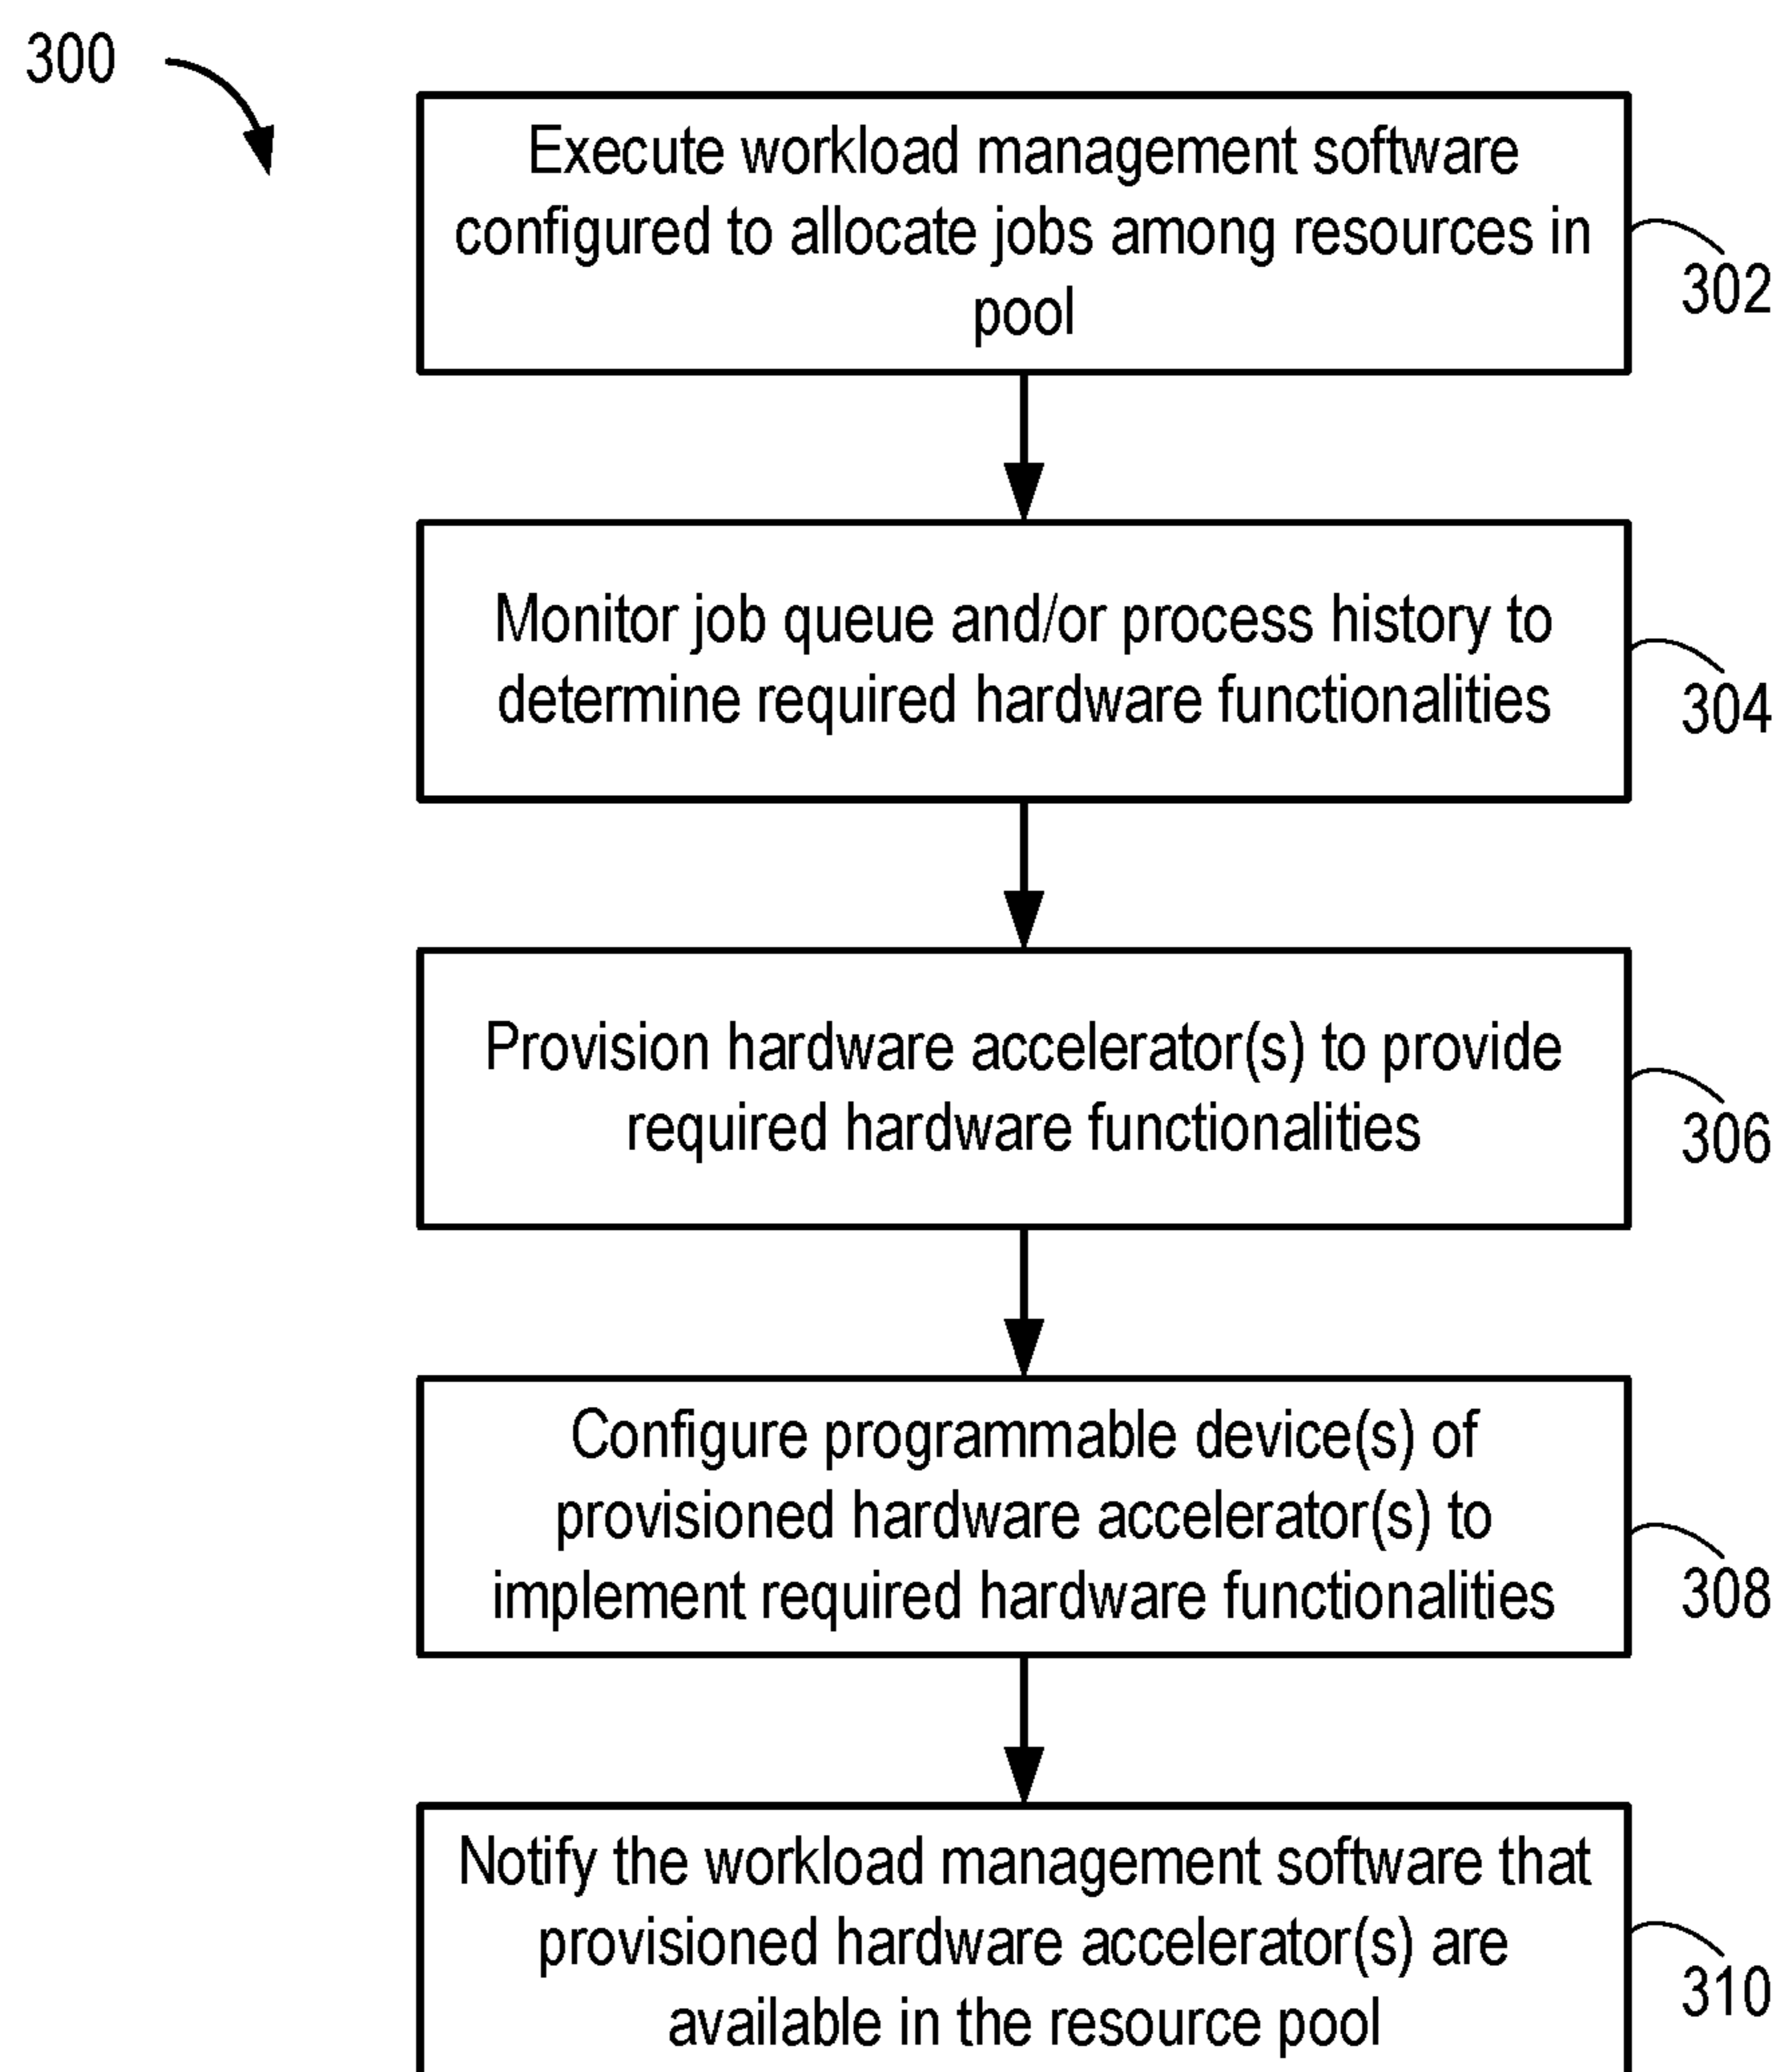 300
Execute workload management software
configured to allocate jobs among resources in
pool
302
Monitor job queue and/or process history to
determine required hardware functionalities
304
Provision hardware accelerator(s) to provide
required hardware functionalities
306
Configure programmable device(s) of
provisioned hardware accelerator(s) to
implement required hardware functionalities
308
Notify the workload management software that
provisioned hardware accelerator(s) are
available in the resource pool
310